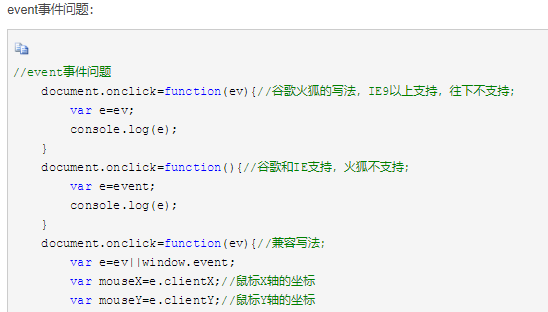 event事件问题：
//event事件问题
document.onclick=function(ev){//谷歌火狐的写法，IE9以上支持，往下不支持；
var e=ev;
console.log(e);
}
document.onclick=function(){//谷歌和IE支持，火狐不支持；
var e=event;
console.log(e);
}
document.onclick=function(ev){//兼容写法；
var e=ev||window.event;
var mouseX=e.clientX;//鼠标X轴的坐标
var mouseY=e.clientY;//鼠标Y轴的坐标